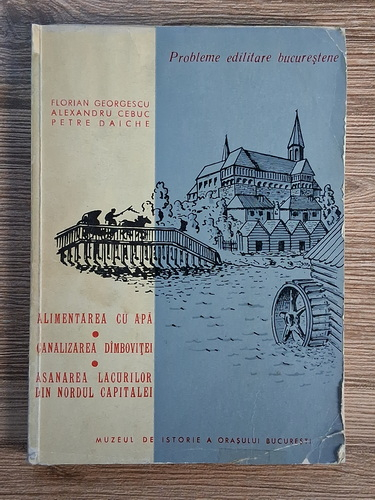 Probleme edilitare bucureștene
FLORIAN GEORGESCU
ALEXANDRU CEBUC
PETRE DAICHE
ALIMENTAREA CU APĂ
CANALIZAREA DÎMBOVIȚEI
ASANAREA LACURILOR
DIN NORDUL CAPITALEI
MUZEUL DE ISTORIE A ORAȘULUI BUCUREȘTI